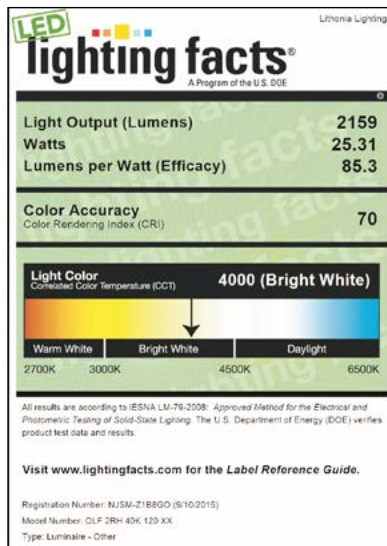 LED
Lithonia Lighting
lighting facts®
A Program of the U.S. DOE
Light Output (Lumens) 2159
Watts 25.31
Lumens per Watt (Efficacy) 85.3
Color Accuracy 70
Color Rendering Index (CRI)
Light Color 4000 (Bright White)
Correlated Color Temperature (CCT)
Warm White Bright White Daylight
2700K 3000K 4500K 6500K
All results are according to IESNA LM-79-2008: Approved Method for the Electrical and
Photometric Testing of Solid-State Lighting. The U.S. Department of Energy (DOE) verifies
product test data and results.
Visit www.lightingfacts.com for the Label Reference Guide.
Registration Number: NJSM-Z1B8GO (9/10/2015)
Model Number: OLF 2RH 40K 120 XX
Type: Luminaire - Other